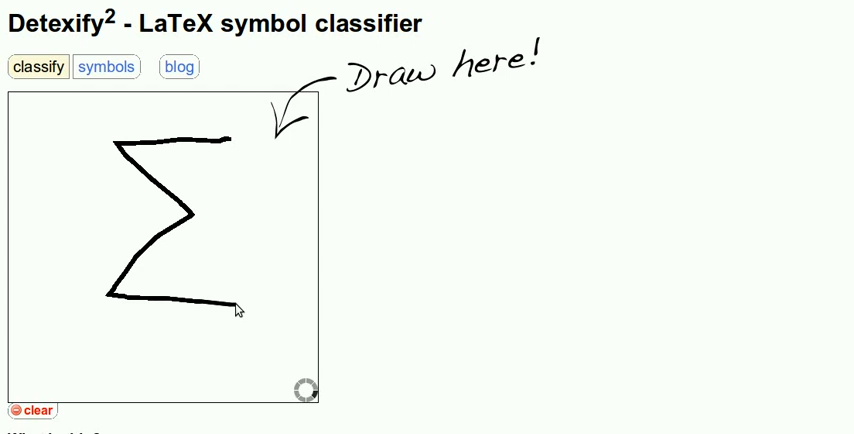 Detexify2 - LaTeX symbol classifier
classify symbols blog
Draw here!
Σ
clear